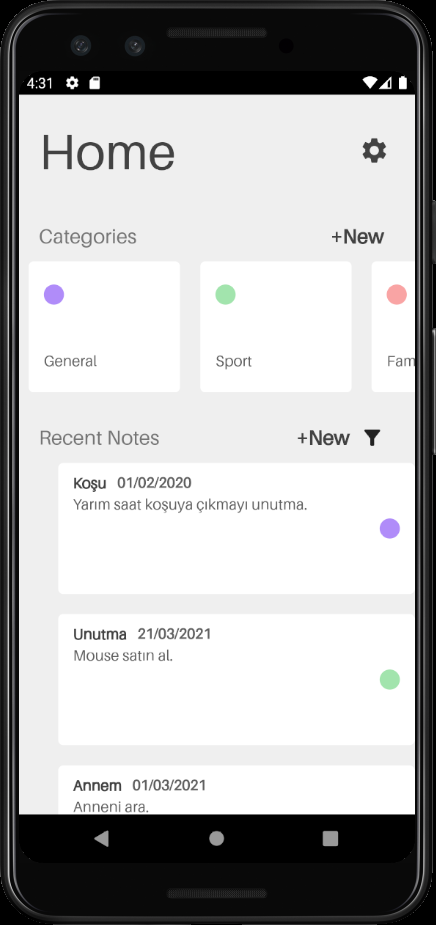 4:31
Home
Categories +New
General Sport Fam
Recent Notes +New
Koşu 01/02/2020
Yarım saat koşuya çıkmayı unutma.
Unutma 21/03/2021
Mouse satın al.
Annem 01/03/2021
Anneni ara.